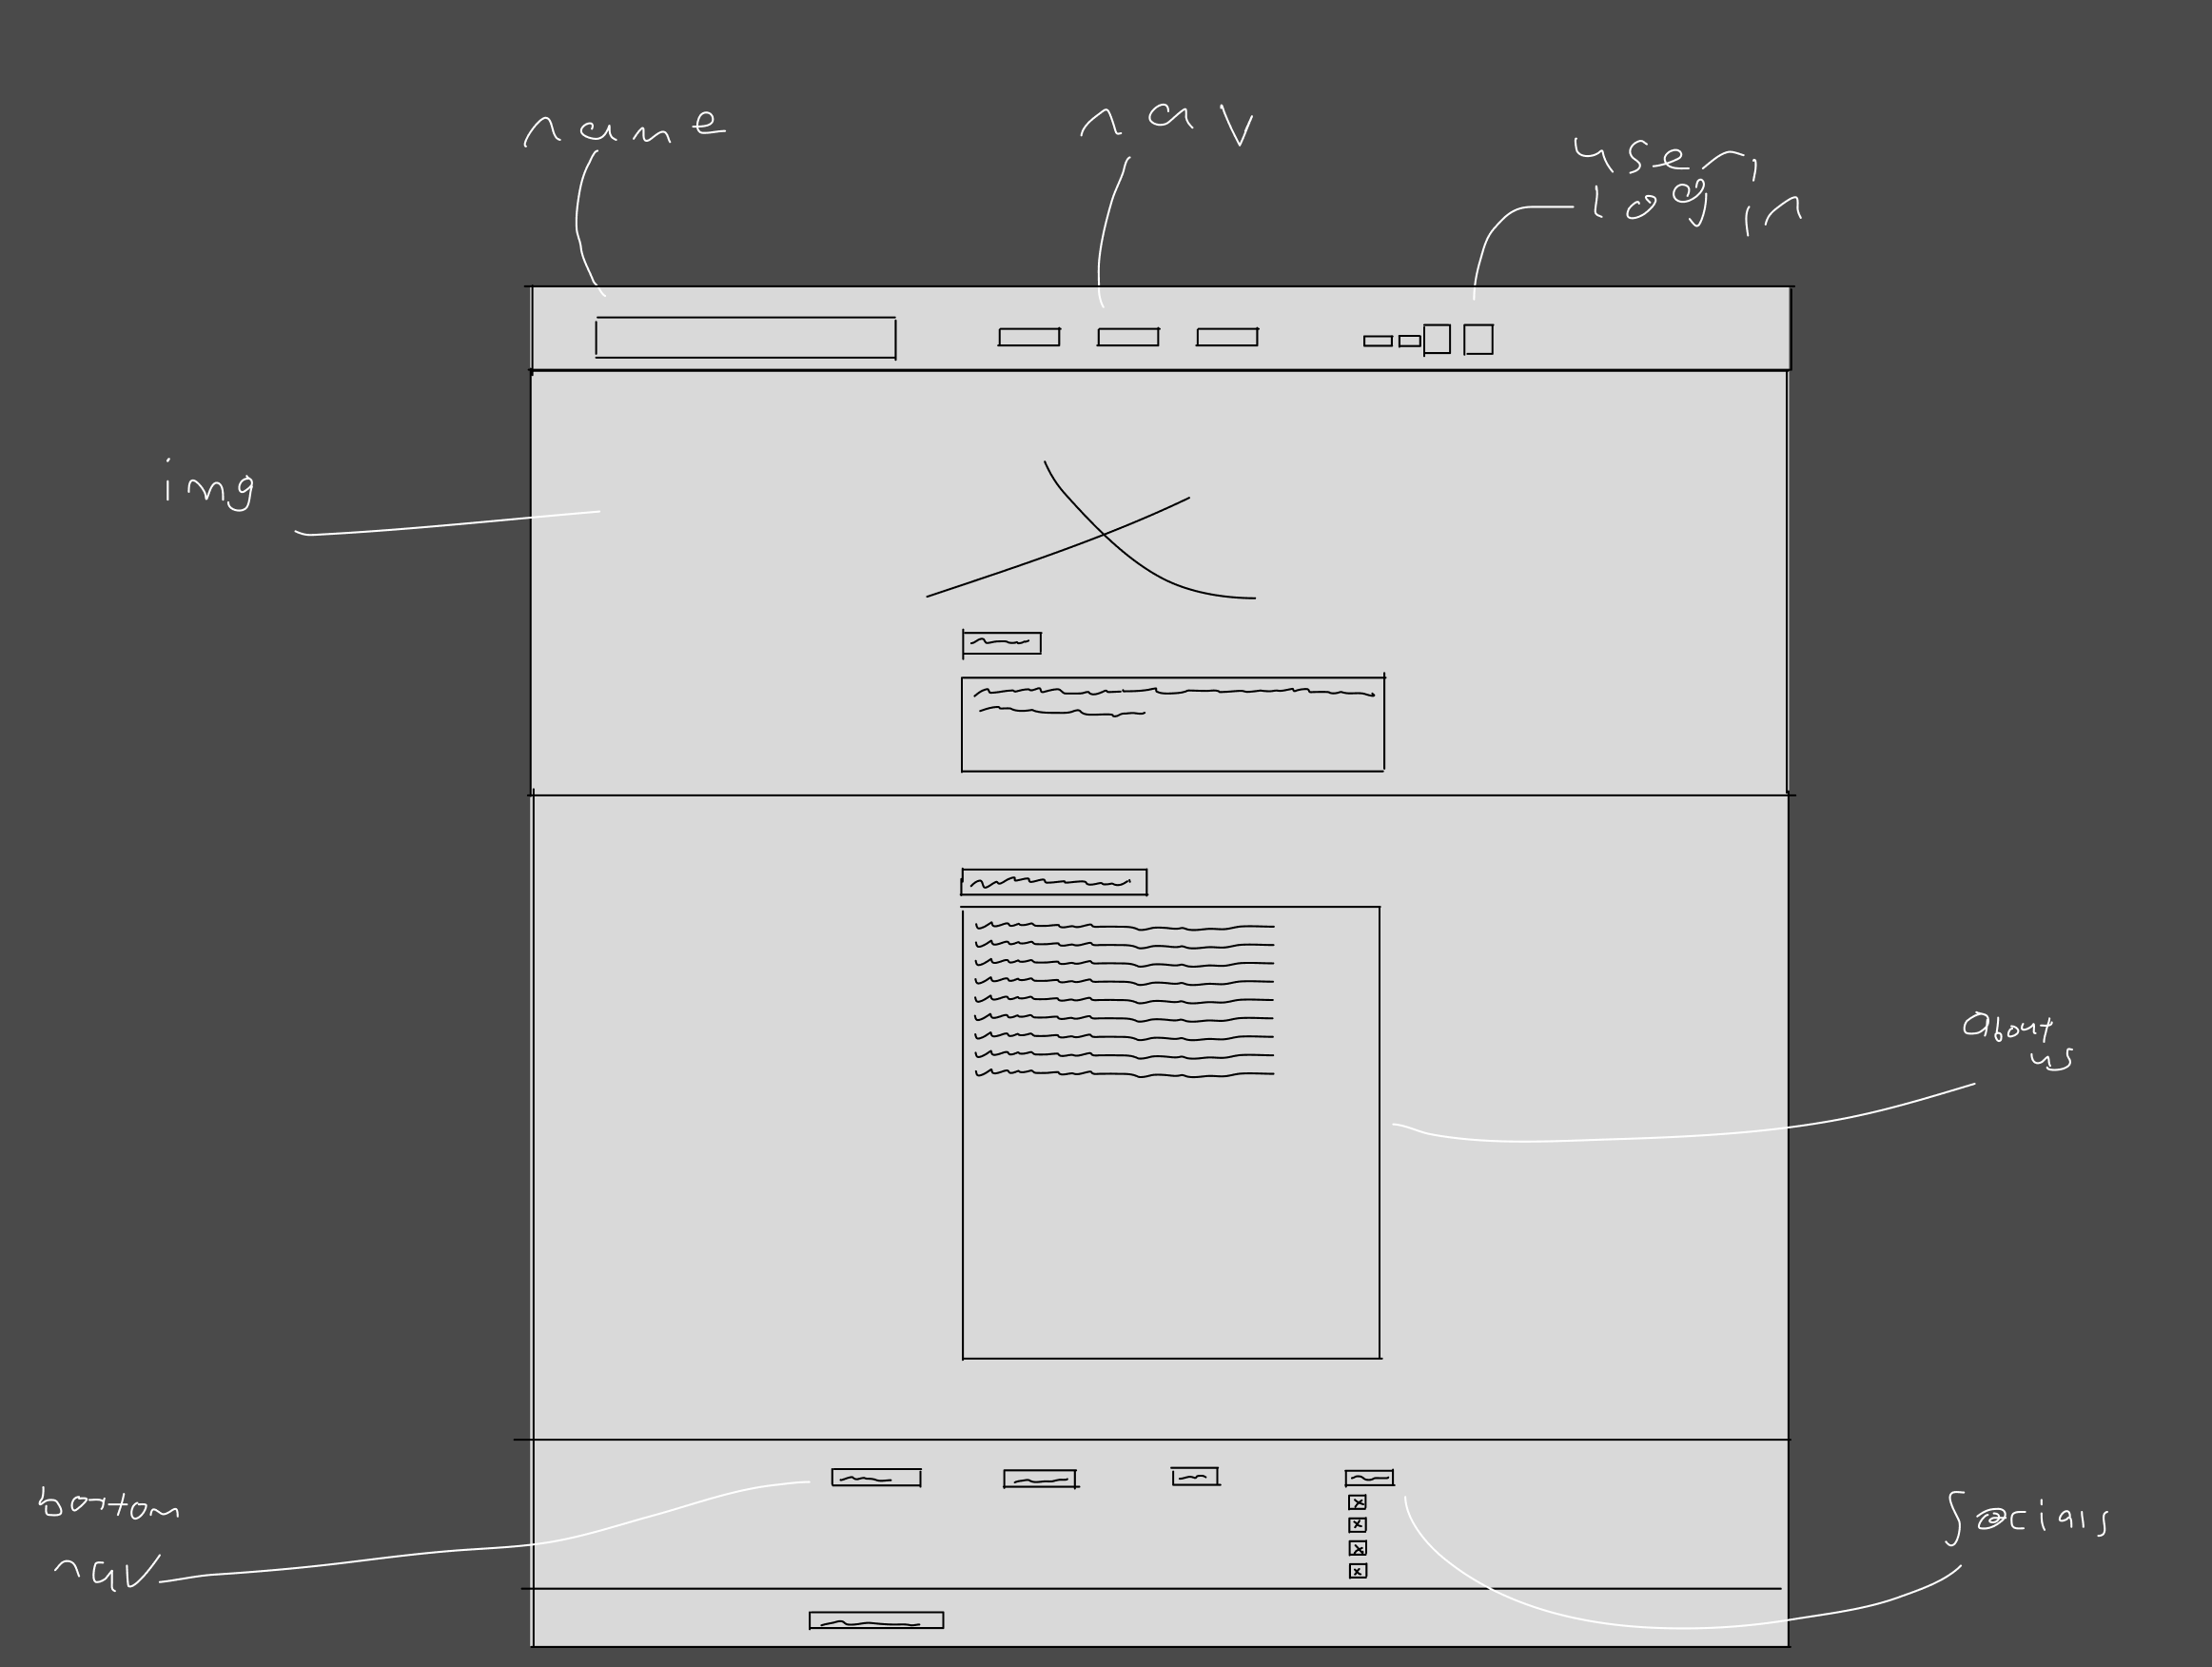 name
nav
user,
log in
img
about
us
bottom
nav
socials